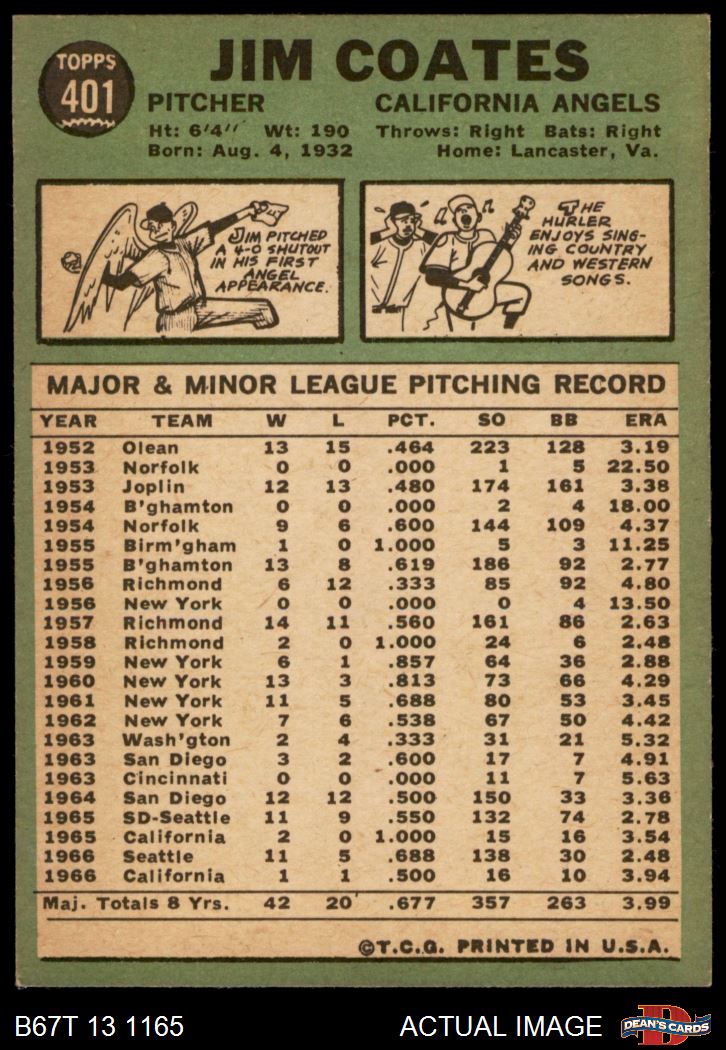 JIM COATES
TOPPS
401
PITCHER CALIFORNIA ANGELS
Ht: 6'4" Wt: 190 Throws: Right Bats: Right
Born: Aug. 4, 1932 Home: Lancaster, Va.
JIM PITCHED
A 4-0 SHUTOUT
IN HIS FIRST
ANGEL
APPEARANCE.
THE
HURLER
ENJOYS SING-
ING COUNTRY
AND WESTERN
SONGS.
MAJOR & MINOR LEAGUE PITCHING RECORD
YEAR TEAM W L PCT. SO BB ERA
1952 Olean 13 15 .464 223 128 3.19
1953 Norfolk 0 0 .000 1 5 22.50
1953 Joplin 12 13 .480 174 161 3.38
1954 B'ghamton 0 0 .000 2 4 18.00
1954 Norfolk 9 6 .600 144 109 4.37
1955 Birm'gham 1 0 1.000 5 3 11.25
1955 B'ghamton 13 8 .619 186 92 2.77
1956 Richmond 6 12 .333 85 92 4.80
1956 New York 0 0 .000 0 4 13.50
1957 Richmond 14 11 .560 161 86 2.63
1958 Richmond 2 0 1.000 24 6 2.48
1959 New York 6 1 .857 64 36 2.88
1960 New York 13 3 .813 73 66 4.29
1961 New York 11 5 .688 80 53 3.45
1962 New York 7 6 .538 67 50 4.42
1963 Wash'gton 2 4 .333 31 21 5.32
1963 San Diego 3 2 .600 17 7 4.91
1963 Cincinnati 0 0 .000 11 7 5.63
1964 San Diego 12 12 .500 150 33 3.36
1965 SD-Seattle 11 9 .550 132 74 2.78
1965 California 2 0 1.000 15 16 3.54
1966 Seattle 11 5 .688 138 30 2.48
1966 California 1 1 .500 16 10 3.94
Maj. Totals 8 Yrs. 42 20 .677 357 263 3.99
©T.C.G. PRINTED IN U.S.A.
B67T 13 1165 ACTUAL IMAGE
DEAN'S CARDS